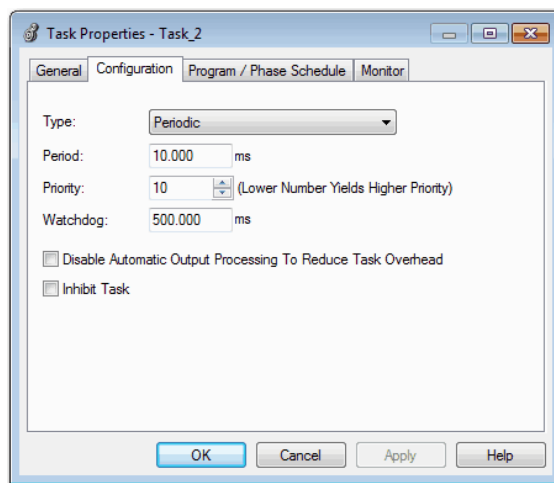 Task Properties - Task_2
General Configuration Program / Phase Schedule Monitor
Type: Periodic
Period: 10.000 ms
Priority: 10 (Lower Number Yields Higher Priority)
Watchdog: 500.000 ms
Disable Automatic Output Processing To Reduce Task Overhead
Inhibit Task
OK Cancel Apply Help